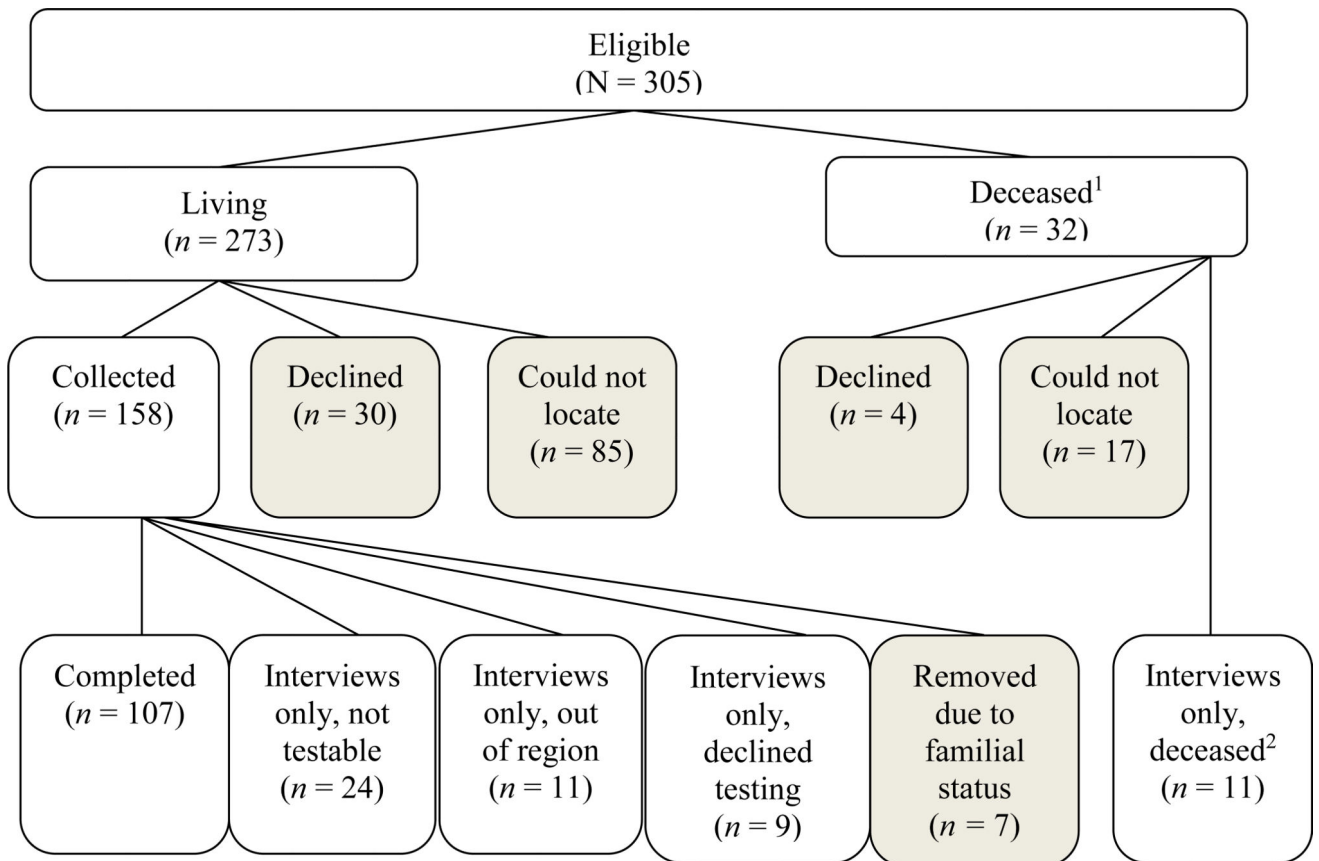 Eligible
(N = 305)
Living
(n = 273)
Deceased¹
(n = 32)
Collected
(n = 158)
Declined
(n = 30)
Could not
locate
(n = 85)
Declined
(n = 4)
Could not
locate
(n = 17)
Completed
(n = 107)
Interviews
only, not
testable
(n = 24)
Interviews
only, out
of region
(n = 11)
Interviews
only,
declined
testing
(n = 9)
Removed
due to
familial
status
(n = 7)
Interviews
only,
deceased²
(n = 11)